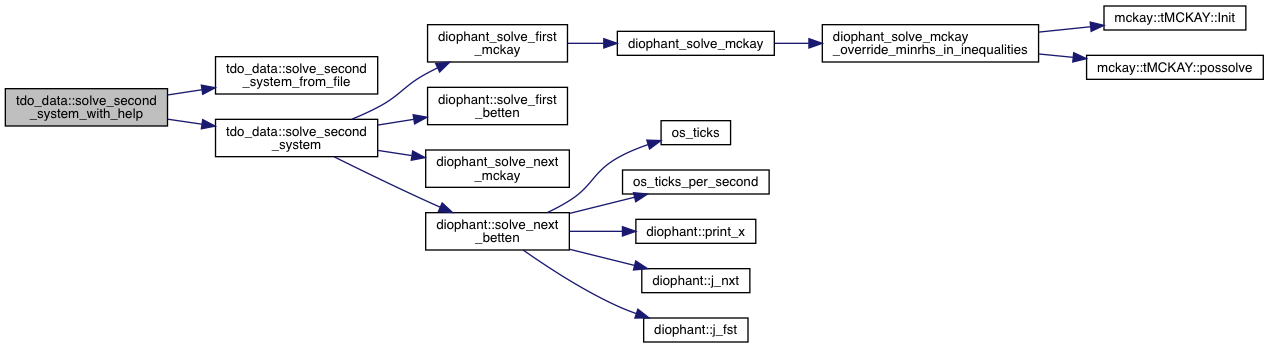 tdo_data::solve_second
_system_with_help
tdo_data::solve_second
_system_from_file
tdo_data::solve_second
_system
diophant_solve_first
_mckay
diophant::solve_first
_betten
diophant_solve_next
_mckay
diophant::solve_next
_betten
diophant_solve_mckay
os_ticks
os_ticks_per_second
diophant::print_x
diophant::j_nxt
diophant::j_fst
diophant_solve_mckay
_override_minrhs_in_inequalities
mckay::tMCKAY::Init
mckay::tMCKAY::possolve